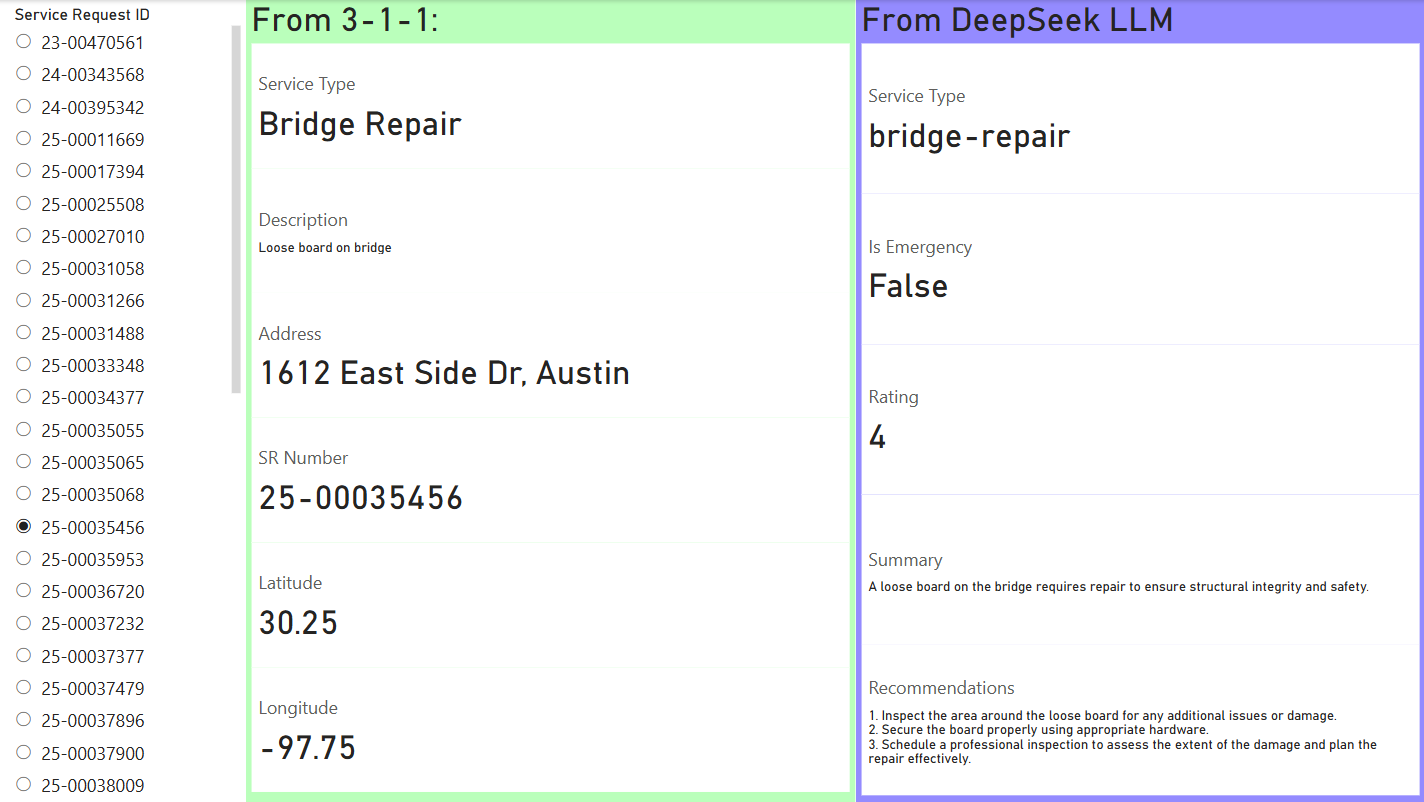 Service Request ID
23-00470561
24-00343568
24-00395342
25-00011669
25-00017394
25-00025508
25-00027010
25-00031058
25-00031266
25-00031488
25-00033348
25-00034377
25-00035055
25-00035065
25-00035068
25-00035456
25-00035953
25-00036720
25-00037232
25-00037377
25-00037479
25-00037896
25-00037900
25-00038009
From 3-1-1:
Service Type
Bridge Repair
Description
Loose board on bridge
Address
1612 East Side Dr, Austin
SR Number
25-00035456
Latitude
30.25
Longitude
-97.75
From DeepSeek LLM
Service Type
bridge-repair
Is Emergency
False
Rating
4
Summary
A loose board on the bridge requires repair to ensure structural integrity and safety.
Recommendations
1. Inspect the area around the loose board for any additional issues or damage.
2. Secure the board properly using appropriate hardware.
3. Schedule a professional inspection to assess the extent of the damage and plan the
repair effectively.